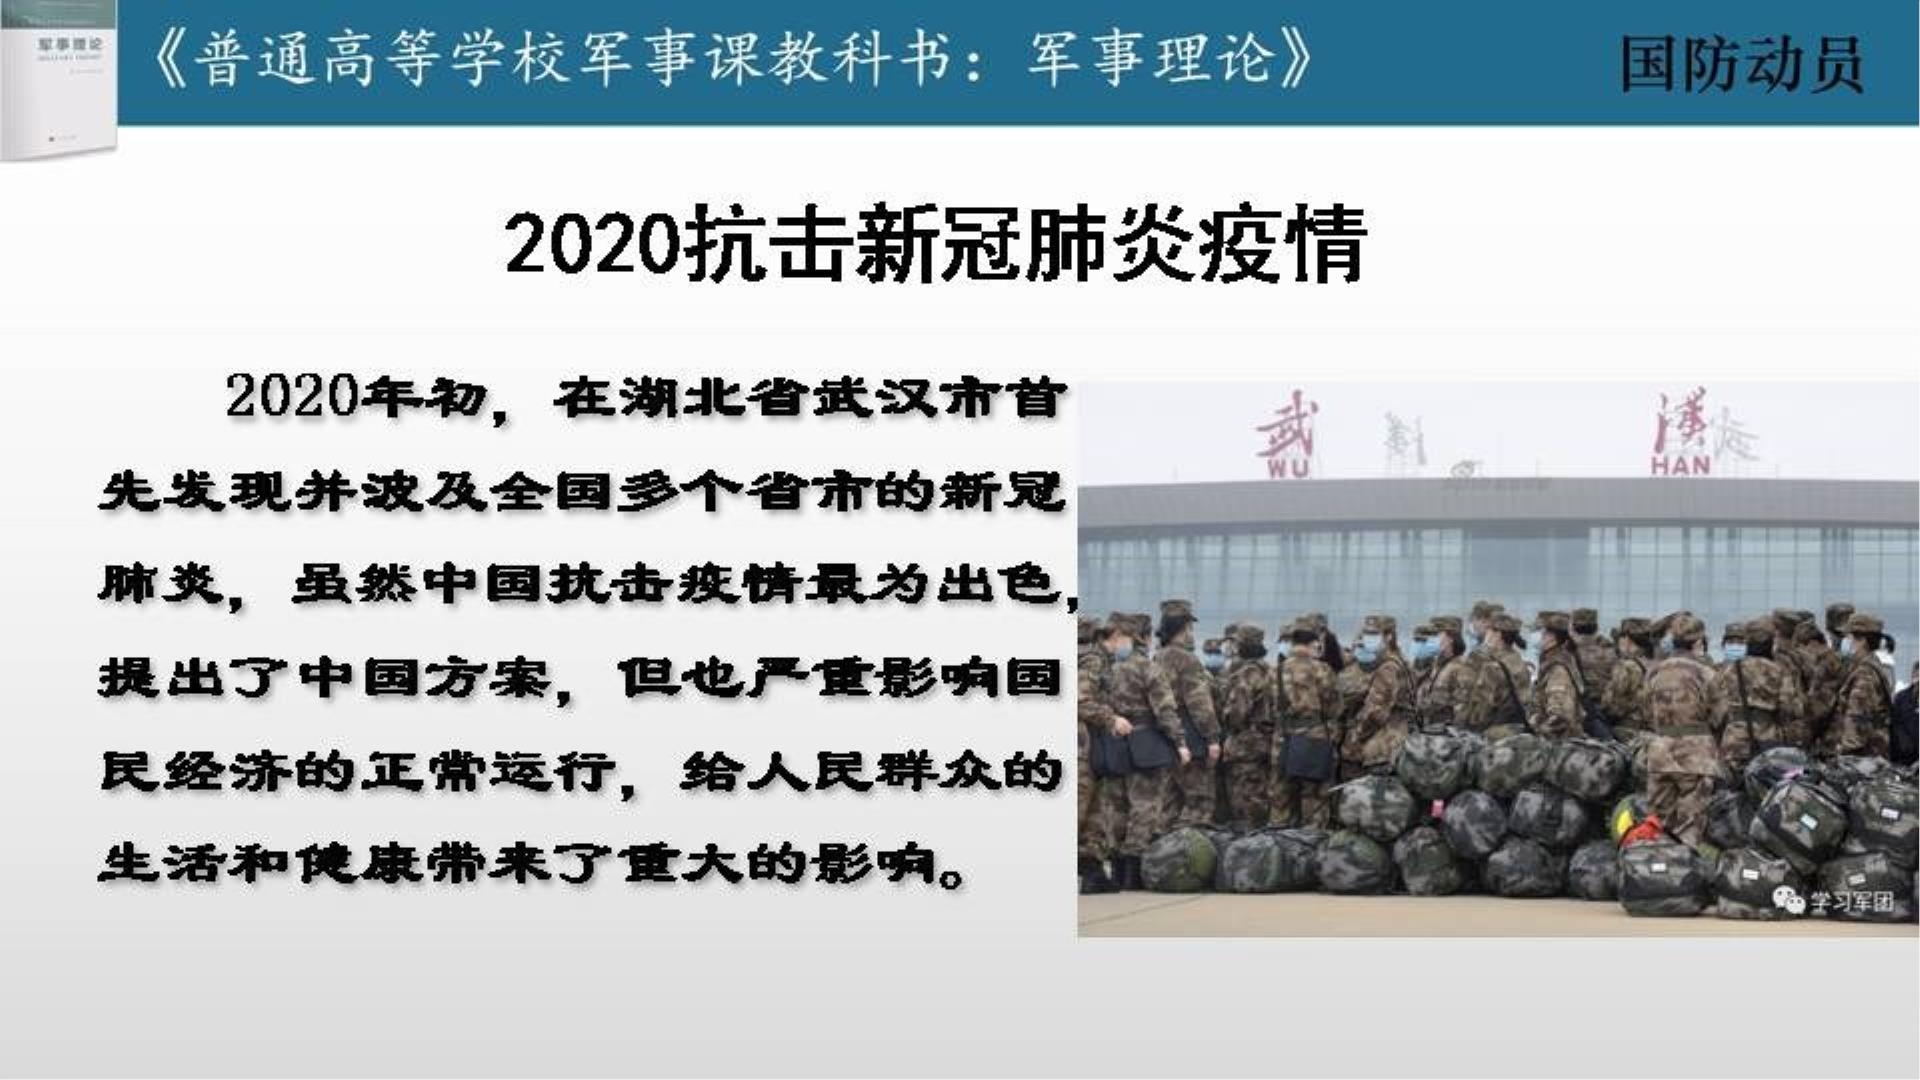 军事理论
《普通高等学校军事课教科书：军事理论》
国防动员
2020抗击新冠肺炎疫情
2020年初，在湖北省武汉市首
先发现并波及全国多个省市的新冠
肺炎，虽然中国抗击疫情最为出色，
提出了中国方案，但也严重影响国
民经济的正常运行，给人民群众的
生活和健康带来了重大的影响。
武 漢
WU HAN
学习军团